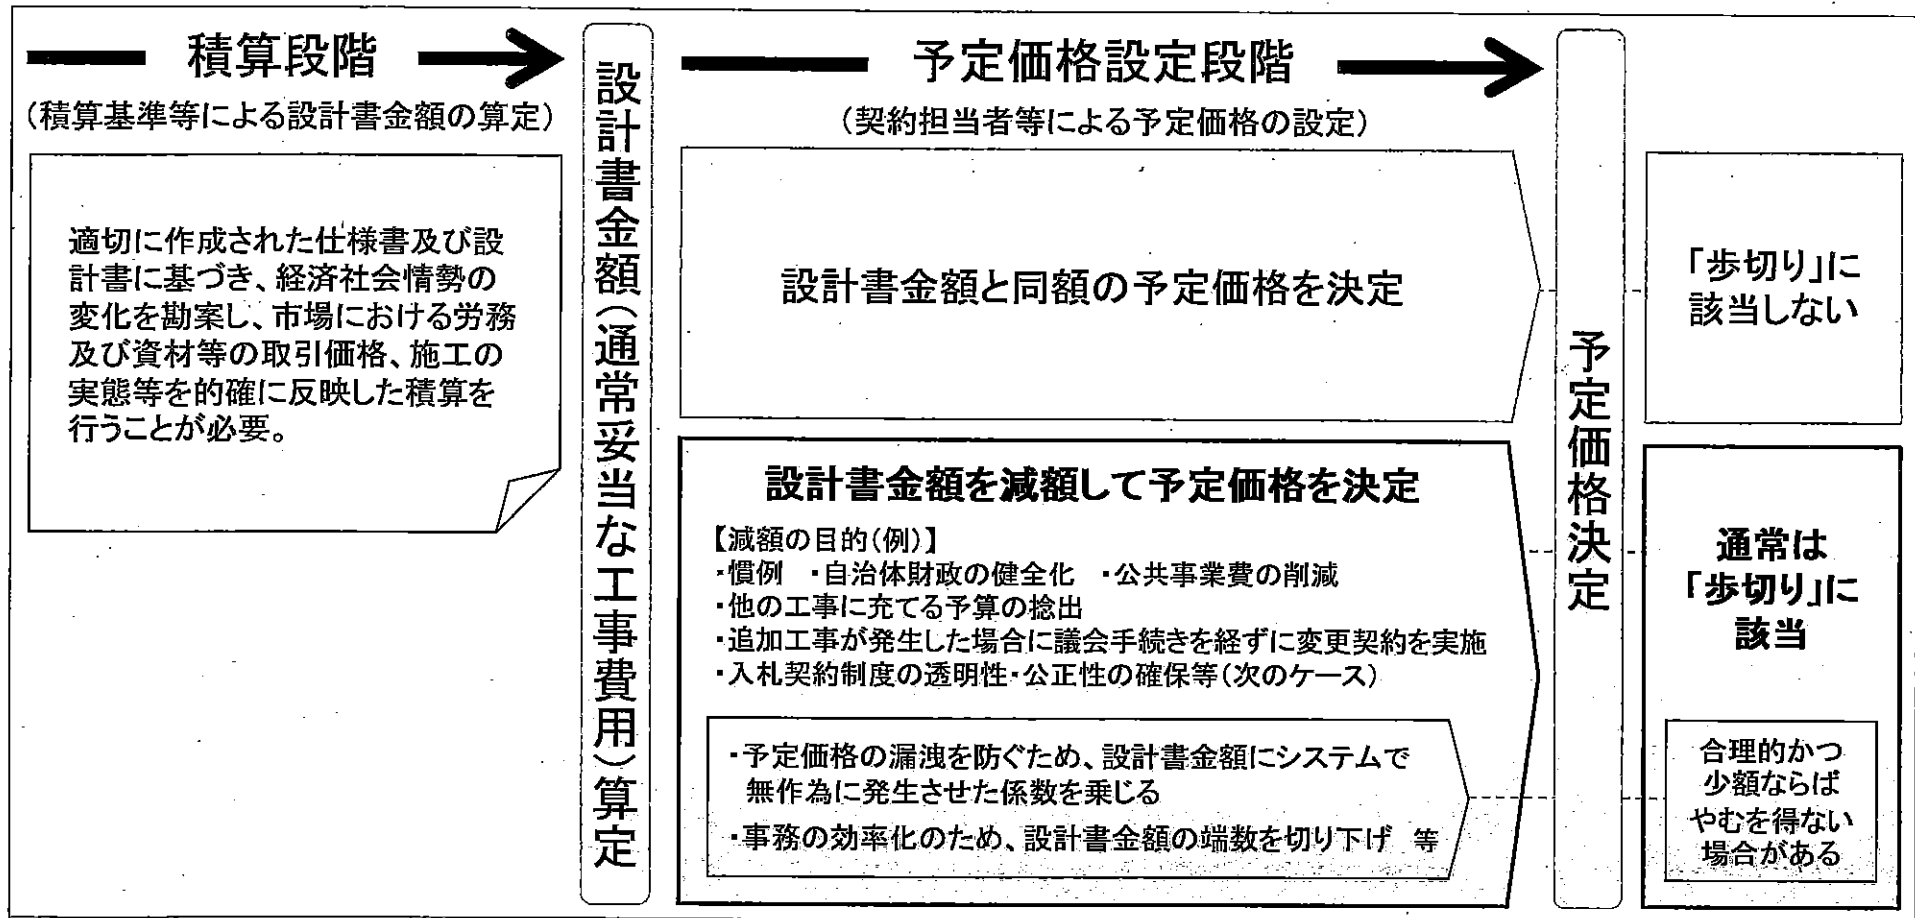 積算段階
(積算基準等による設計書金額の算定)
適切に作成された仕様書及び設
計書に基づき、経済社会情勢の
変化を勘案し、市場における労務
及び資材等の取引価格、施工の
実態等を的確に反映した積算を
行うことが必要。
設計書金額(通常妥当な工事費用)算定
予定価格設定段階
(契約担当者等による予定価格の設定)
設計書金額と同額の予定価格を決定
設計書金額を減額して予定価格を決定
【減額の目的(例)】
・慣例 ・自治体財政の健全化 ・公共事業費の削減
・他の工事に充てる予算の捻出
・追加工事が発生した場合に議会手続きを経ずに変更契約を実施
・入札契約制度の透明性・公正性の確保等(次のケース)
・予定価格の漏洩を防ぐため、設計書金額にシステムで
無作為に発生させた係数を乗じる
・事務の効率化のため、設計書金額の端数を切り下げ 等
予定価格決定
「歩切り」に
該当しない
通常は
「歩切り」に
該当
合理的かつ
少額ならば
やむを得ない
場合がある